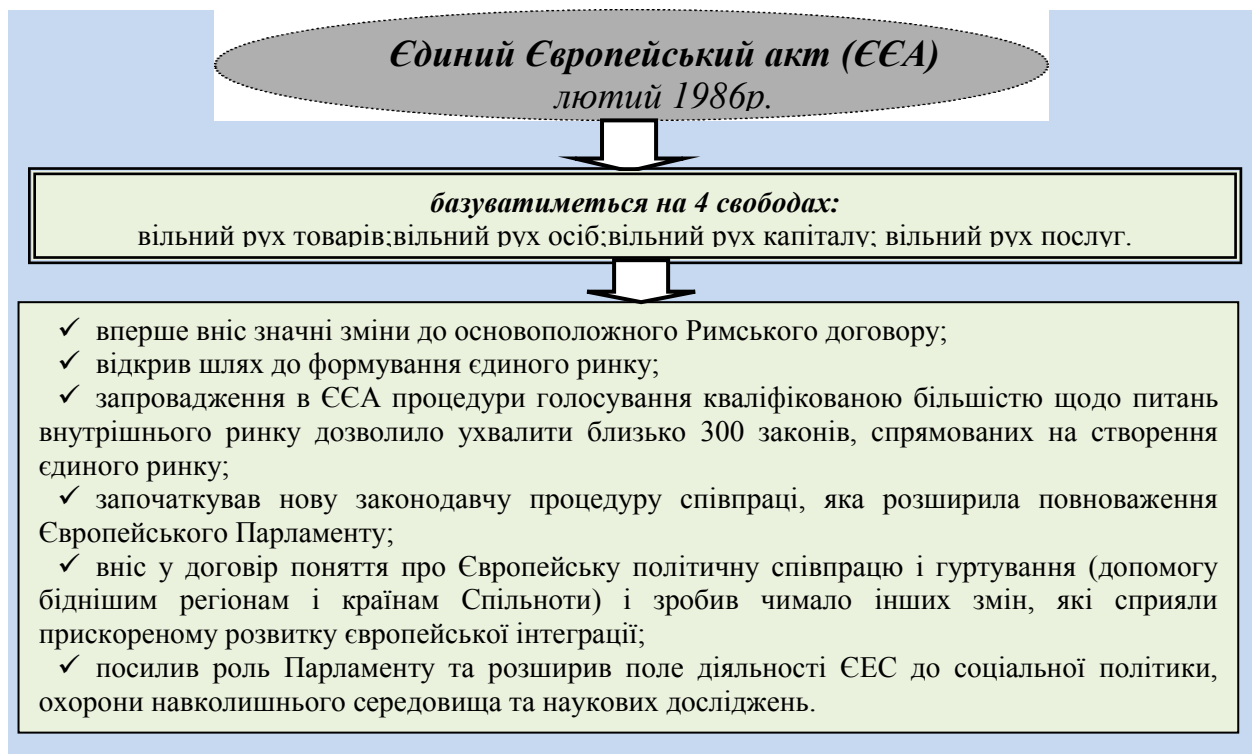 Єдиний Європейський акт (ЄЄА)
лютий 1986р.
базуватиметься на 4 свободах:
вільний рух товарів;вільний рух осіб;вільний рух капіталу; вільний рух послуг.
✓ вперше вніс значні зміни до основоположного Римського договору;
✓ відкрив шлях до формування єдиного ринку;
✓ запровадження в ЄЄА процедури голосування кваліфікованою більшістю щодо питань
внутрішнього ринку дозволило ухвалити близько 300 законів, спрямованих на створення
єдиного ринку;
✓ започаткував нову законодавчу процедуру співпраці, яка розширила повноваження
Європейського Парламенту;
✓ вніс у договір поняття про Європейську політичну співпрацю і гуртування (допомогу
біднішим регіонам і країнам Спільноти) і зробив чимало інших змін, які сприяли
прискореному розвитку європейської інтеграції;
✓ посилив роль Парламенту та розширив поле діяльності ЄЕС до соціальної політики,
охорони навколишнього середовища та наукових досліджень.